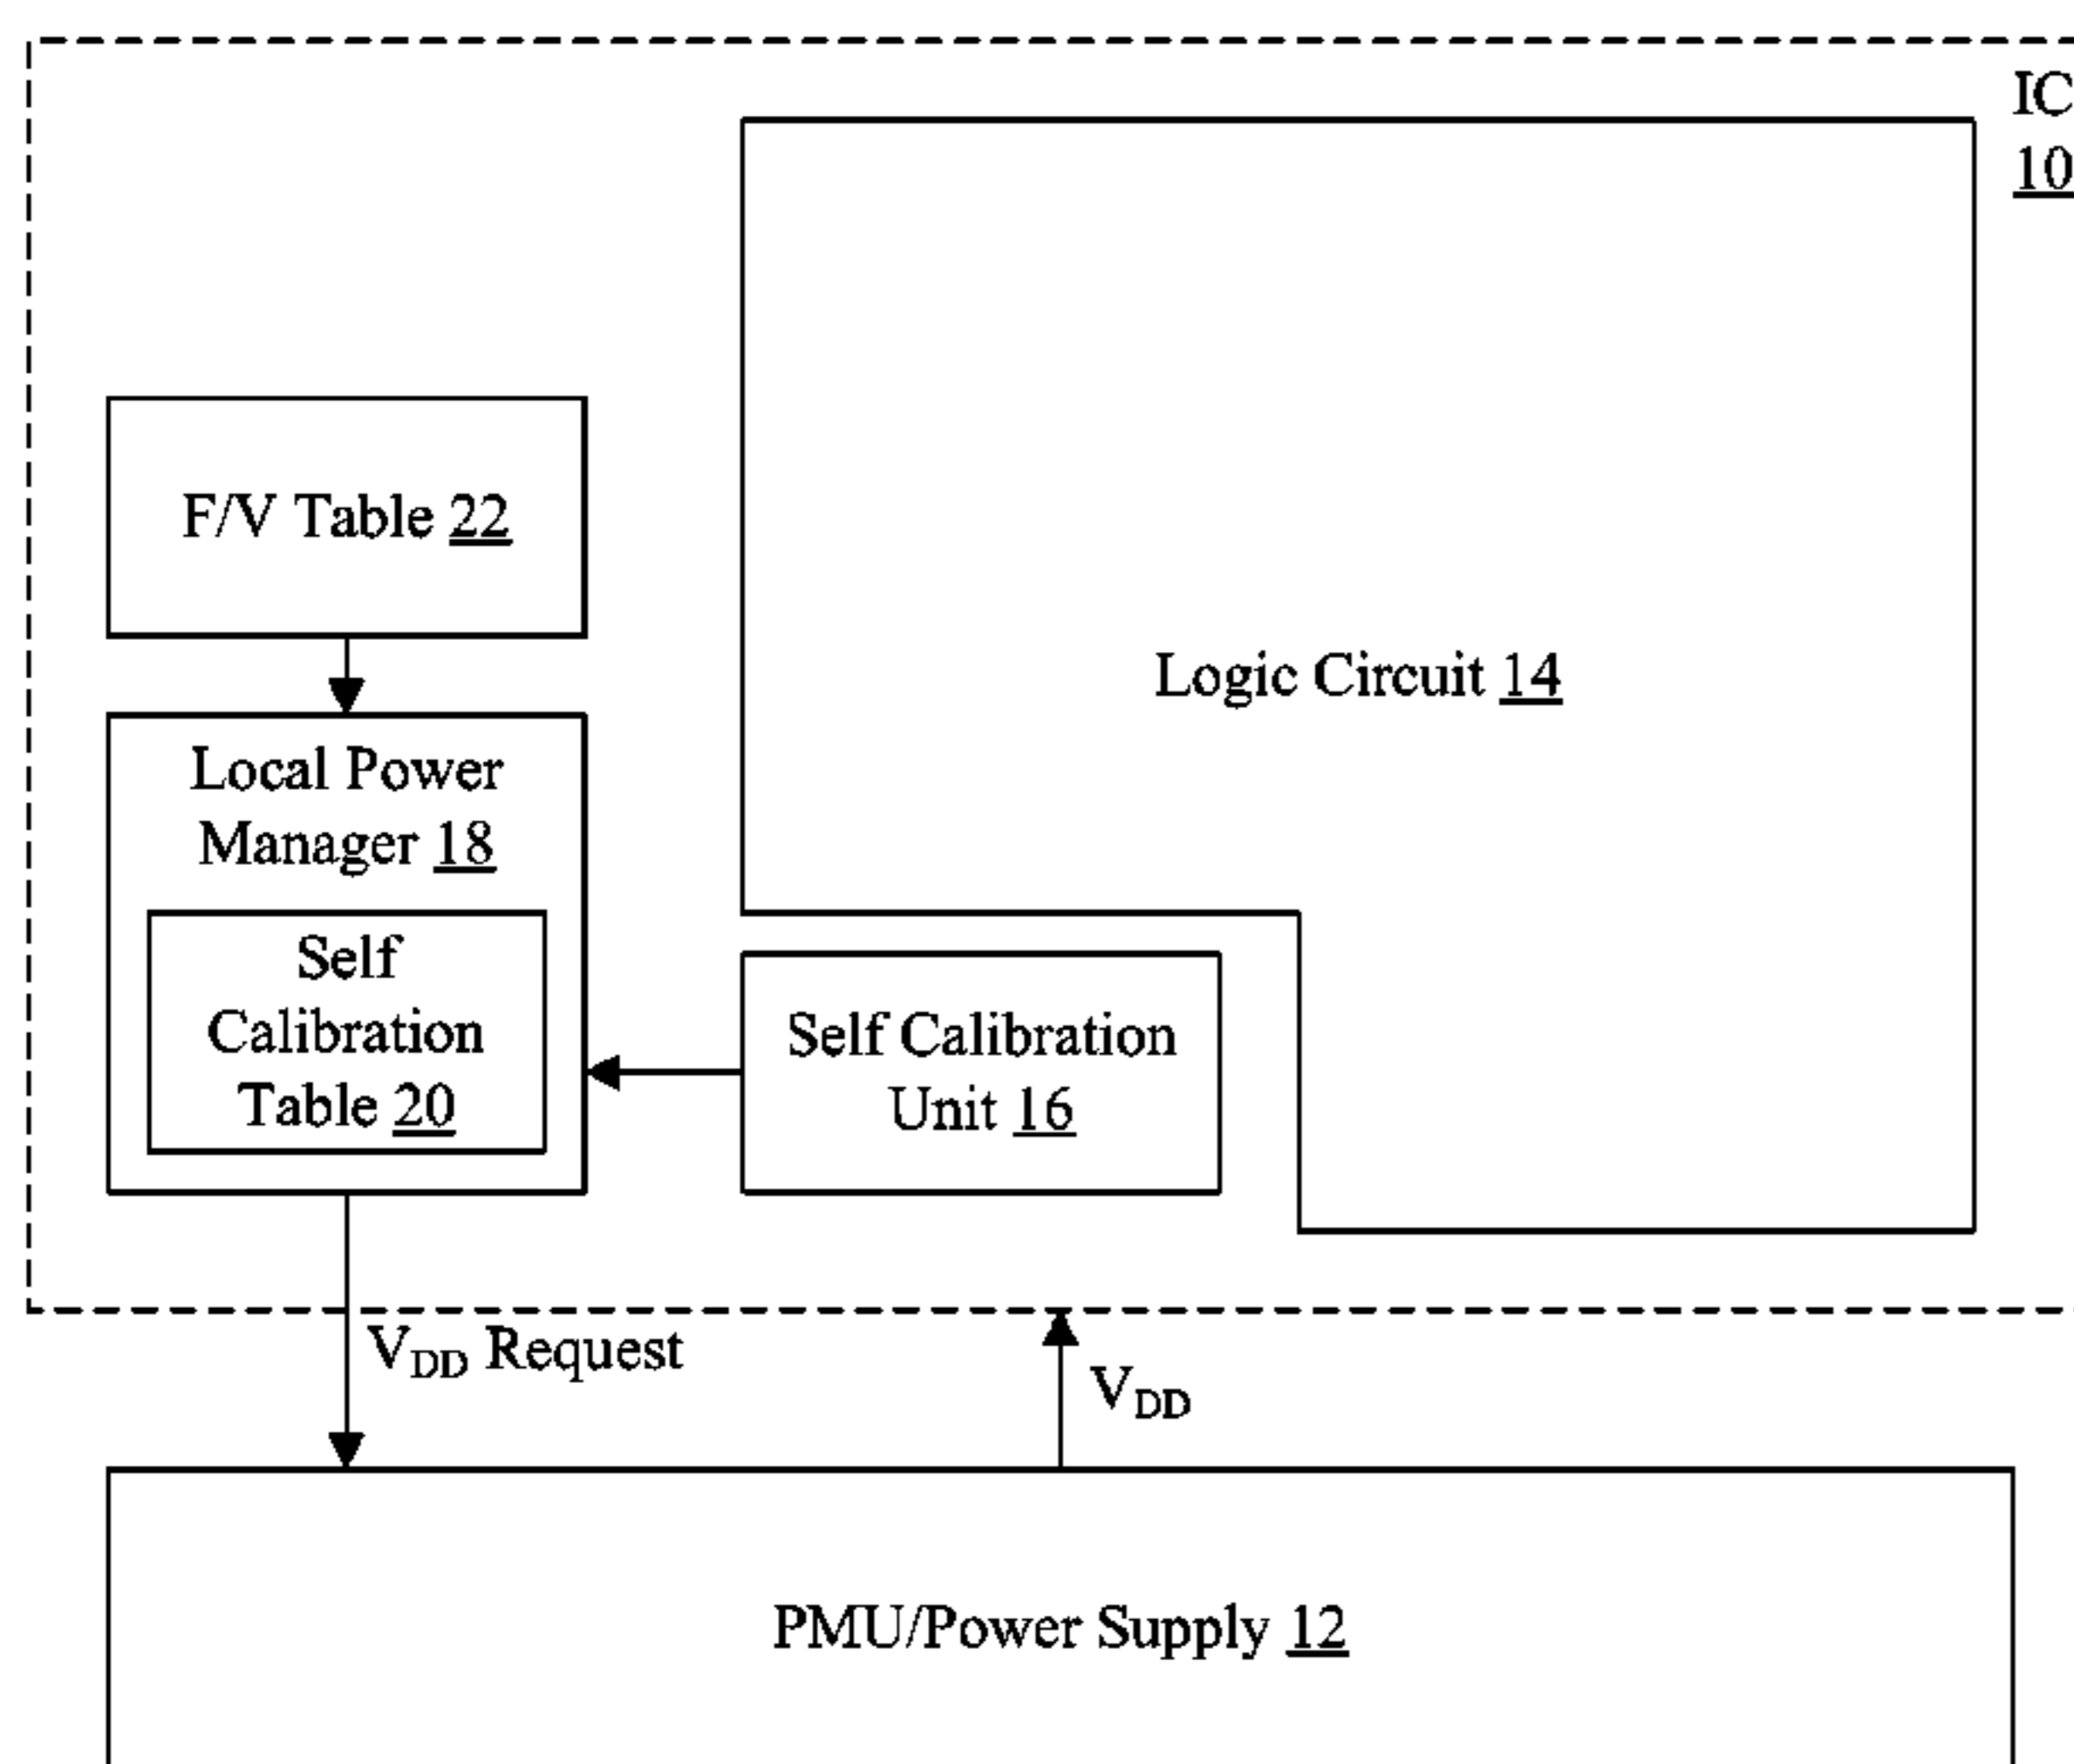 IC
10
F/V Table 22
Logic Circuit 14
Local Power
Manager 18
Self
Calibration
Table 20
Self Calibration
Unit 16
VDD Request
VDD
PMU/Power Supply 12